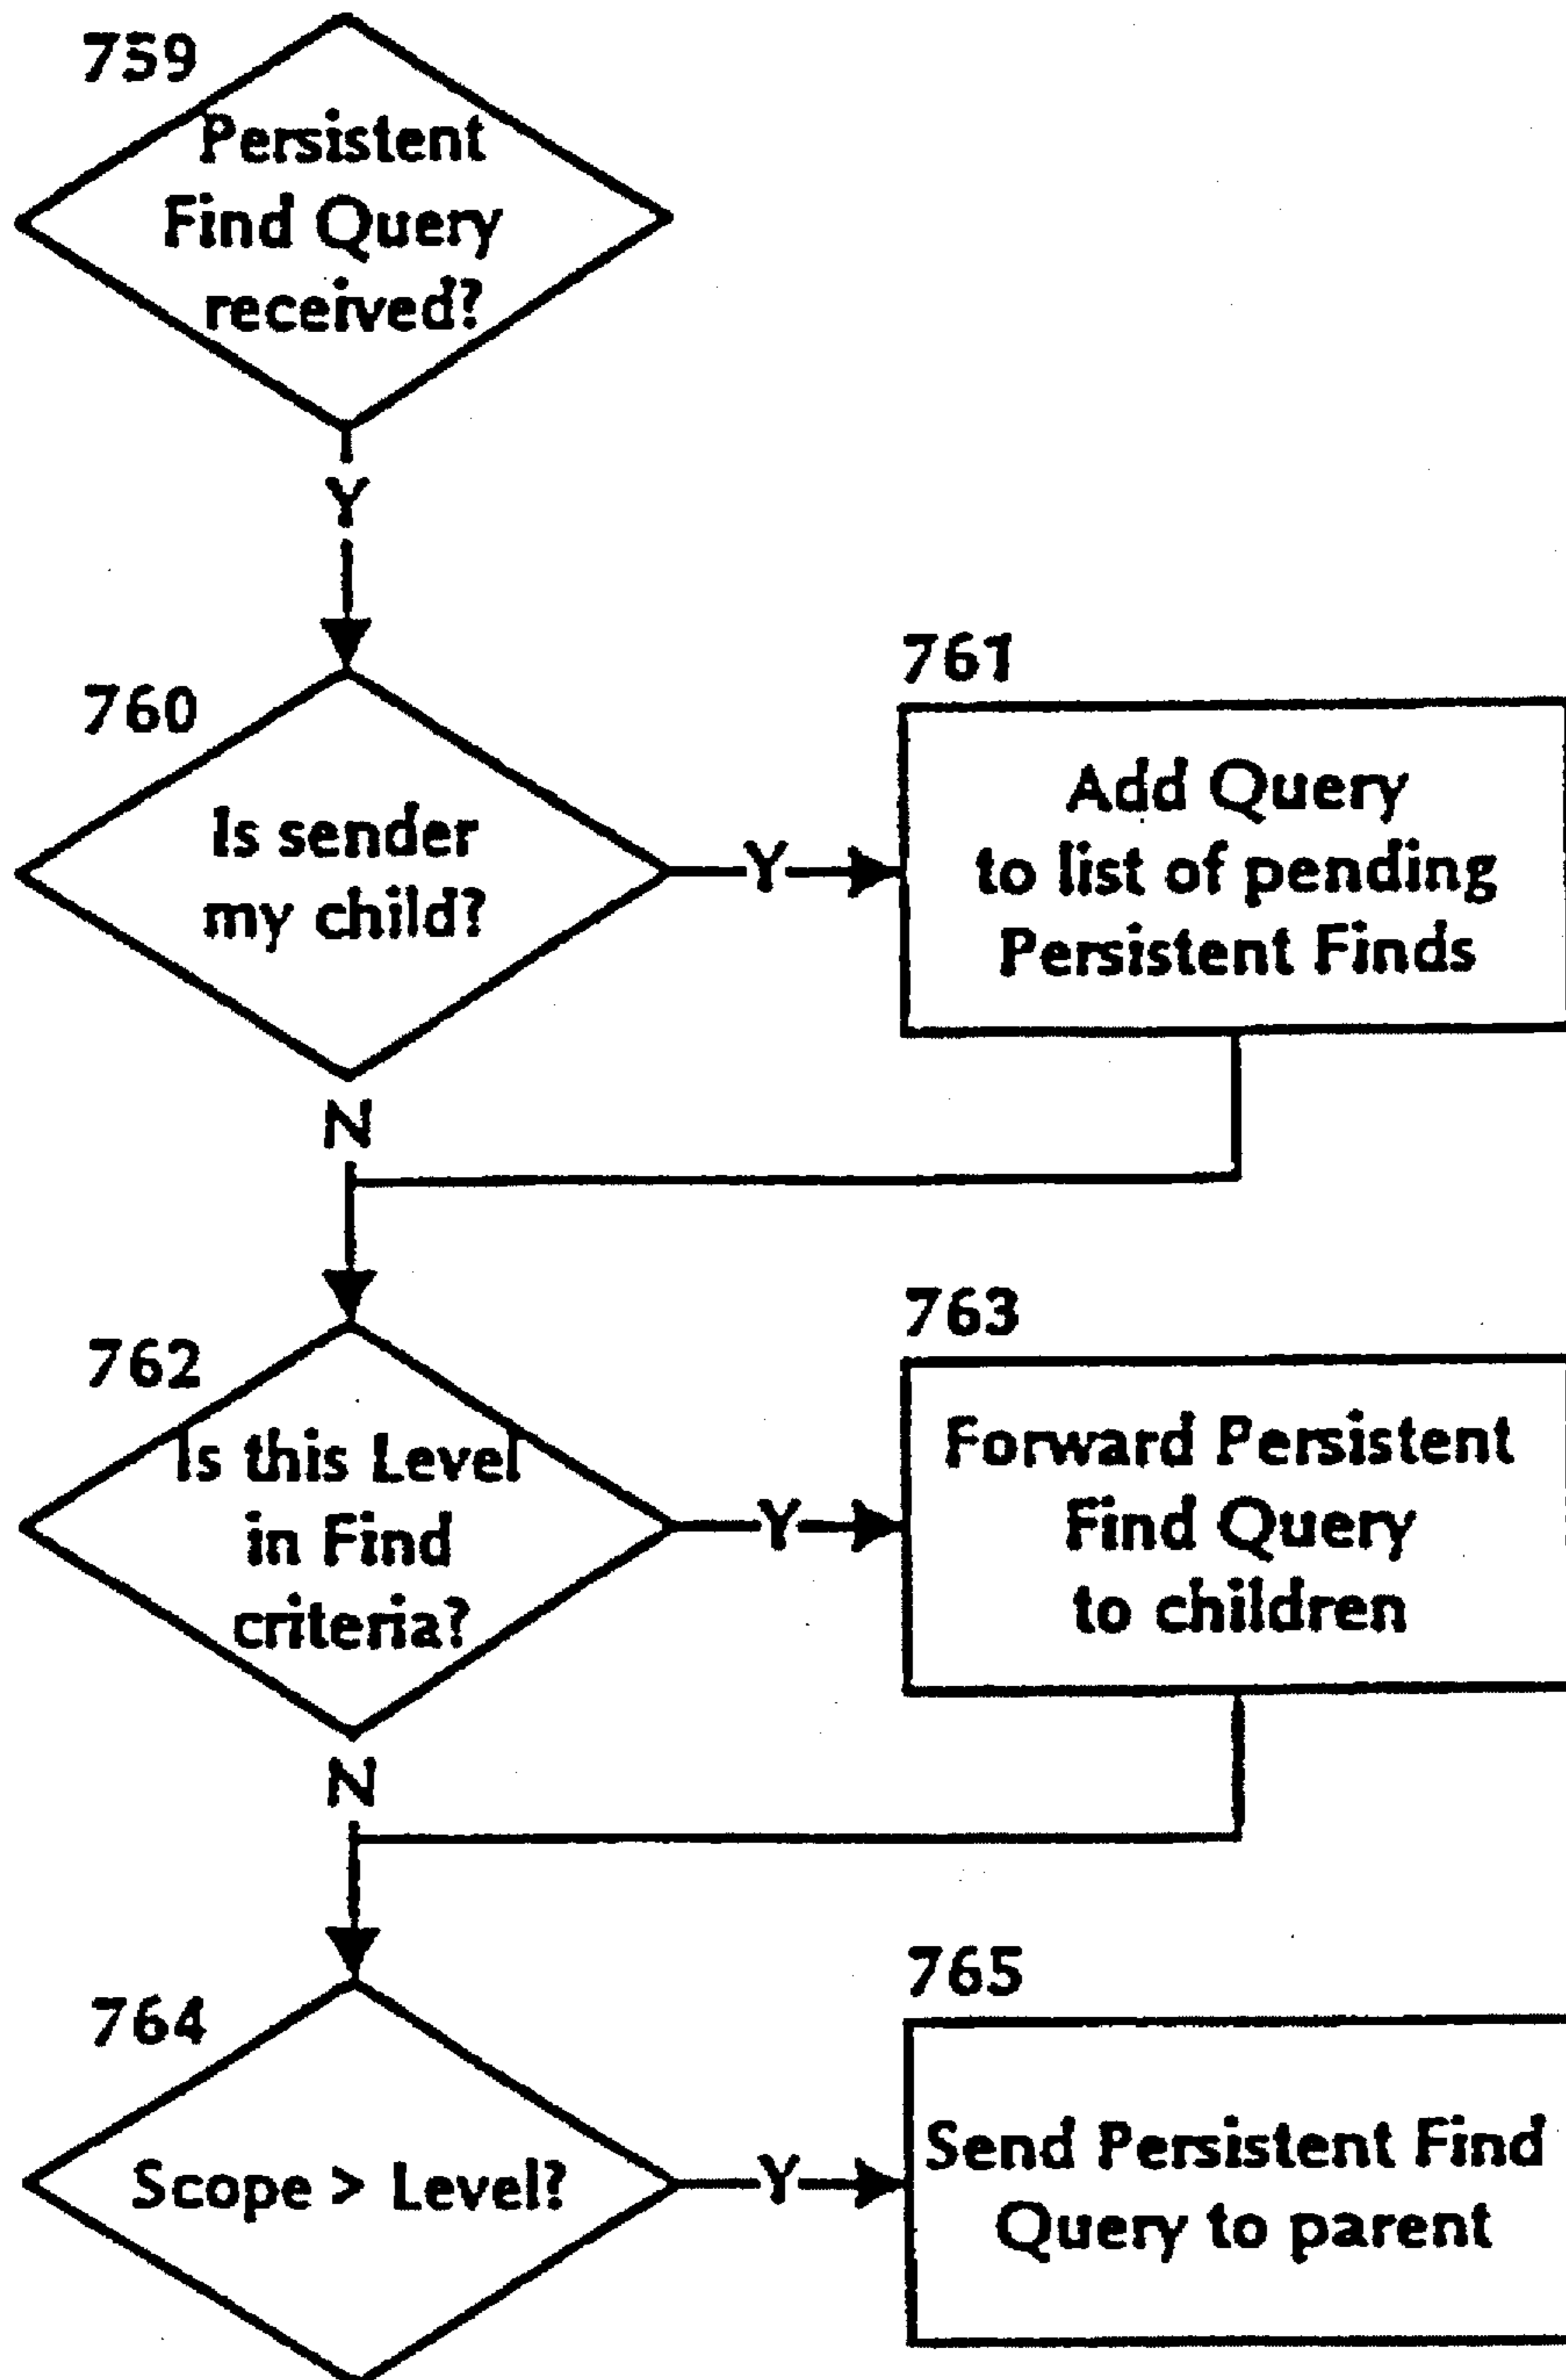 759
Persistent
Find Query
received?
Y
760
Is sender
my child?
Y
761
Add Query
to list of pending
Persistent Finds
N
762
Is this Level
in Find
criteria?
Y
763
Forward Persistent
Find Query
to children
N
764
Scope > Level?
Y
765
Send Persistent Find
Query to parent